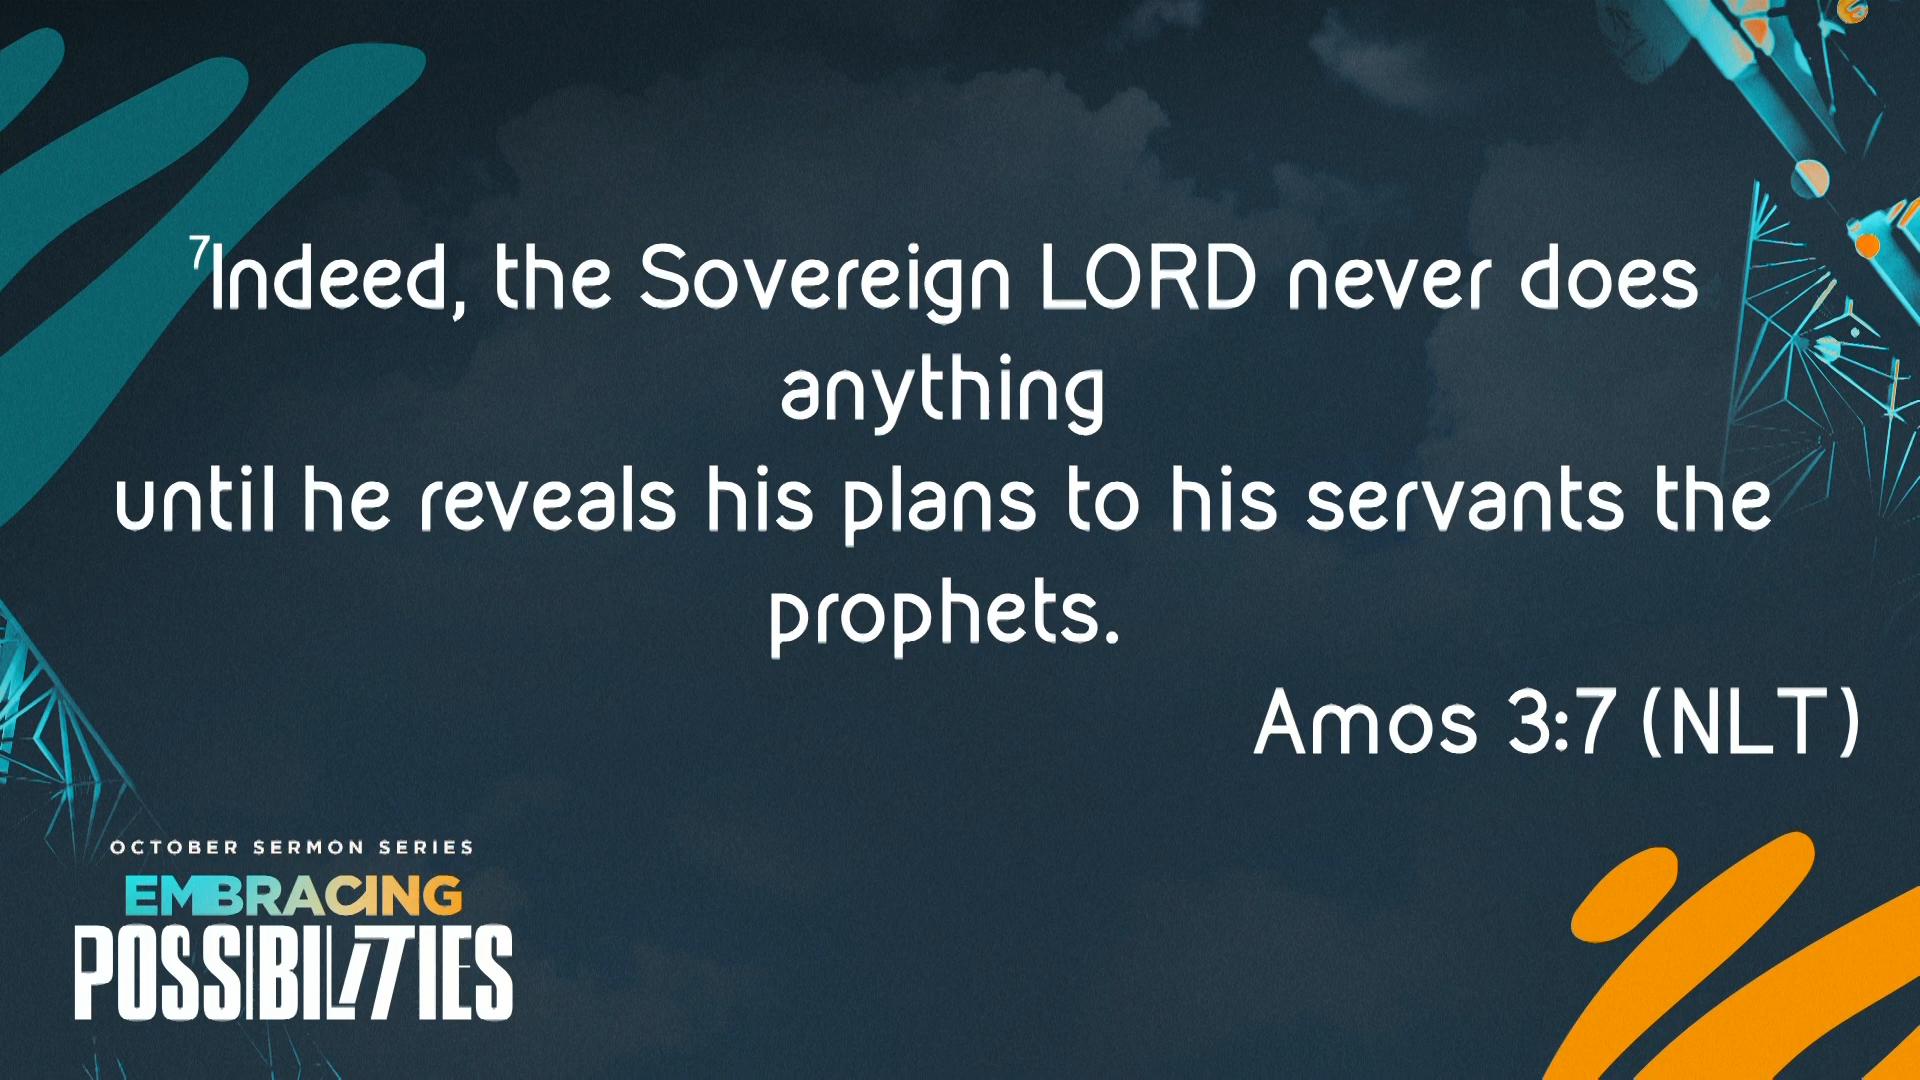 7Indeed, the Sovereign LORD never does
anything
until he reveals his plans to his servants the
prophets.
Amos 3:7 (NLT)
OCTOBER SERMON SERIES
EMBRACING
POSSIBILITIES